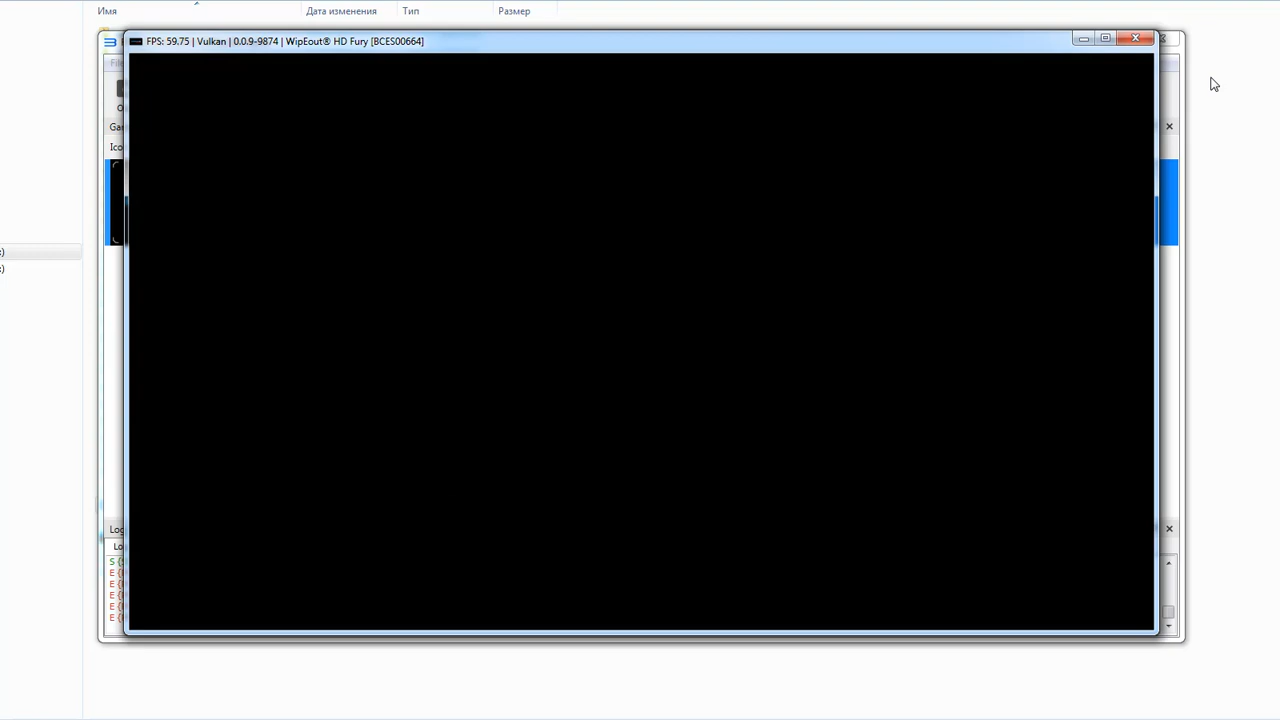 Имя Дата изменения Тип Размер
FPS: 59.75 | Vulkan | 0.0.9-9874 | WipEout® HD Fury [BCES00664]
:)
:)
S {
E {
E {
E {
E {
E {